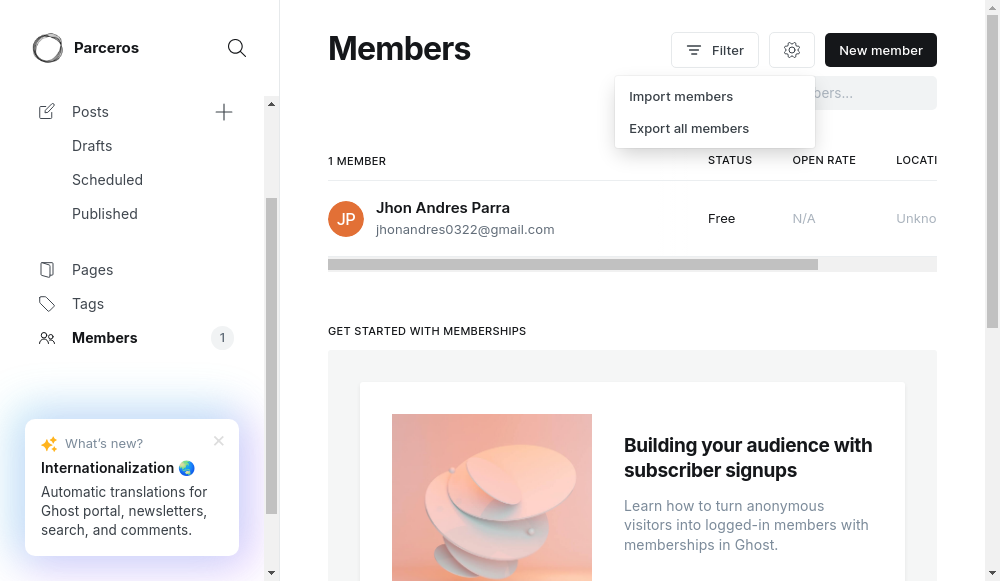 Parceros
Posts
Drafts
Scheduled
Published
Pages
Tags
Members
1
What's new?
Internationalization 🌏
Automatic translations for
Ghost portal, newsletters,
search, and comments.
Members
Filter
New member
Import members
Export all members
1 MEMBER
STATUS
OPEN RATE
JP
Jhon Andres Parra
jhonandres0322@gmail.com
Free
N/A
GET STARTED WITH MEMBERSHIPS
Building your audience with
subscriber signups
Learn how to turn anonymous
visitors into logged-in members with
memberships in Ghost.